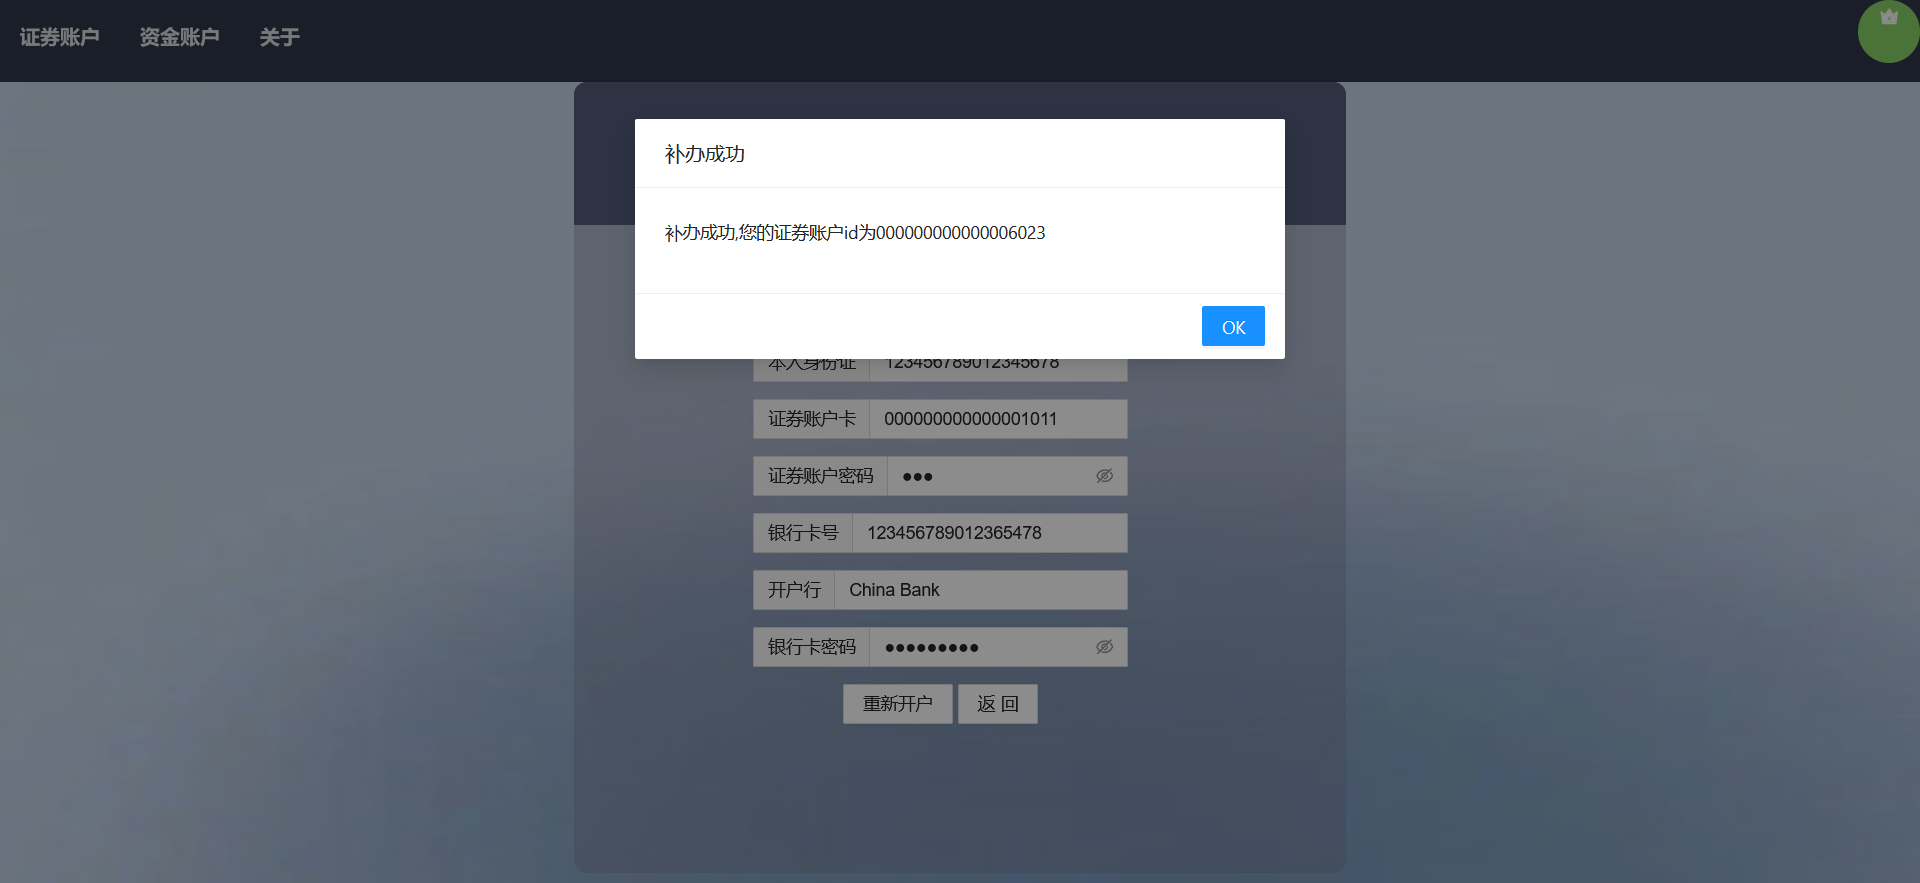 证券账户 资金账户 关于
补办成功
补办成功,您的证券账户id为000000000000006023
OK
本人身份证 123456789012345678
证券账户卡 000000000000001011
证券账户密码 ●●●
银行卡号 123456789012365478
开户行 China Bank
银行卡密码 ●●●●●●●●●
重新开户 返 回